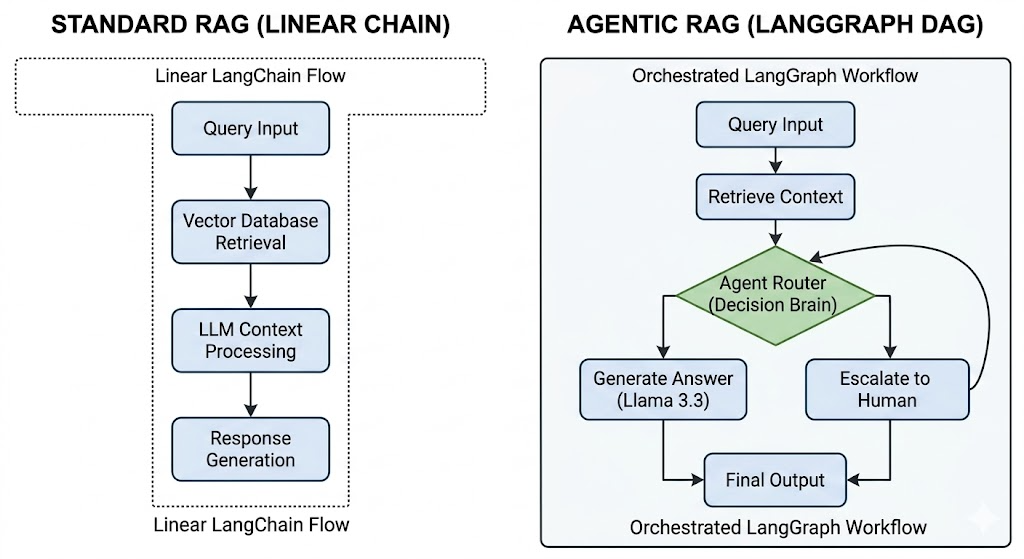 STANDARD RAG (LINEAR CHAIN)
Linear LangChain Flow
Query Input
Vector Database
Retrieval
LLM Context
Processing
Response
Generation
Linear LangChain Flow
AGENTIC RAG (LANGGRAPH DAG)
Orchestrated LangGraph Workflow
Query Input
Retrieve Context
Agent Router
(Decision Brain)
Generate Answer
(Llama 3.3)
Escalate to
Human
Final Output
Orchestrated LangGraph Workflow